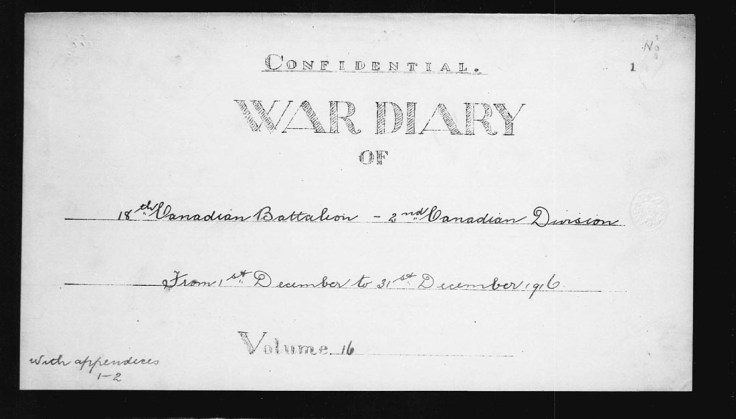 CONFIDENTIAL.
1
WAR DIARY
OF
18th Canadian Battalion - 2nd Canadian Division
From 1st December to 31st December 1916
Volume 16
With appendices
1-2